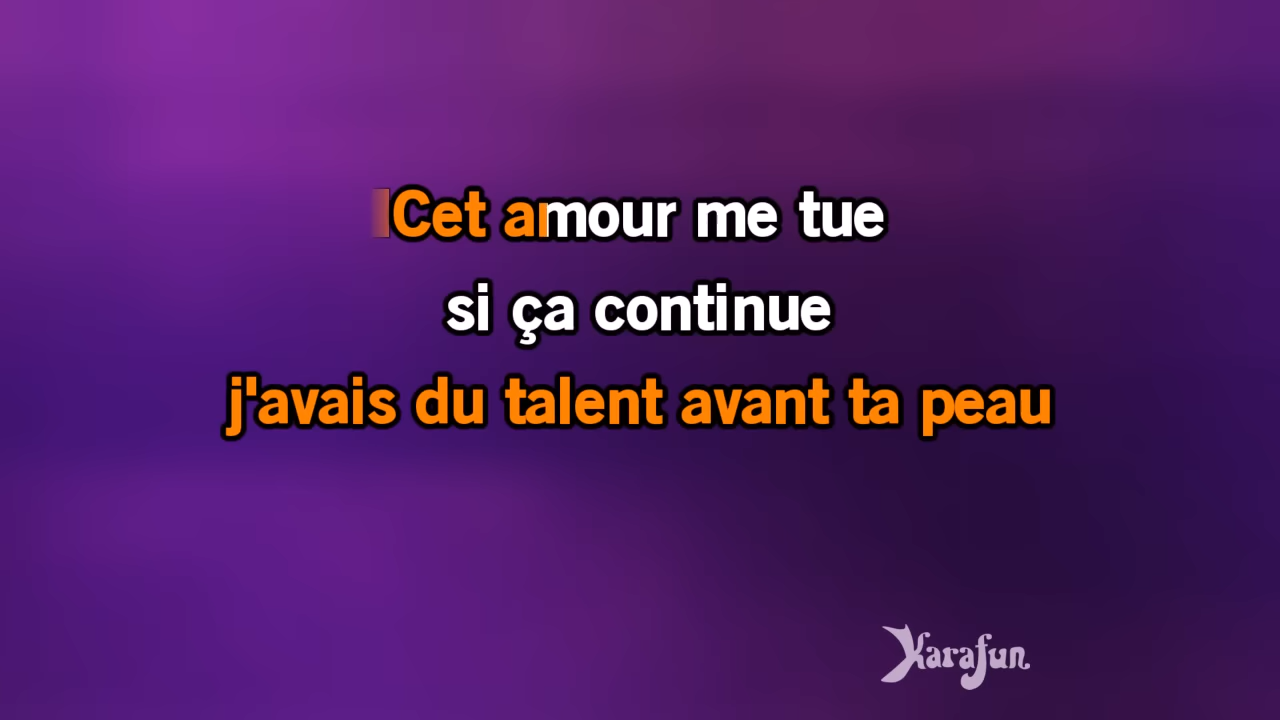 Cet amour me tue
si ça continue
j'avais du talent avant ta peau
Karafun